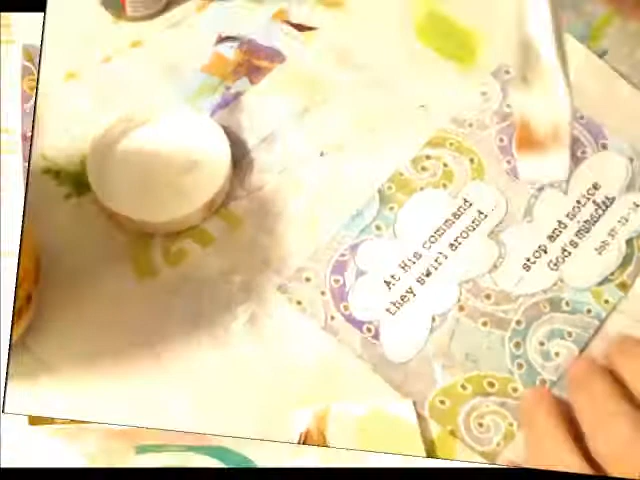 At His command
they swirl around...
... stop and notice
God's miracles.